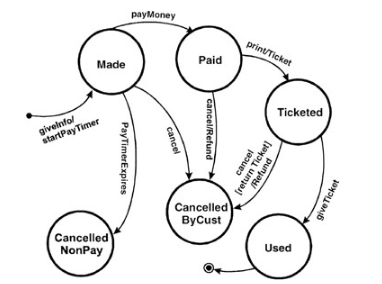 payMoney
Made
Paid
print/Ticket
giveInfo/
startPayTimer
PayTimerExpires
cancel
cancel/Refund
Ticketed
cancel
[return Ticket]
/Refund
giveTicket
Cancelled
ByCust
Cancelled
NonPay
Used